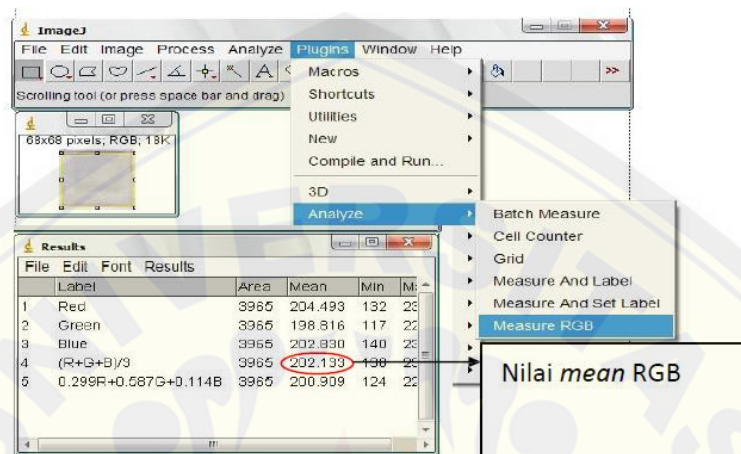 ImageJ
File Edit Image Process Analyze Plugins Window Help
Scrolling tool (or press space bar and drag)
68x68 pixels; RGB; 18K
Macros
Shortcuts
Utilities
New
Compile and Run...
3D
Analyze
Batch Measure
Cell Counter
Grid
Measure And Label
Measure And Set Label
Measure RGB
Results
File Edit Font Results
Label Area Mean Min
1 Red 3965 204.493 132
2 Green 3965 198.816 117
3 Blue 3965 202.830 140
4 (R+G+B)/3 3965 202.133
5 0.299R+0.587G+0.114B 3965 200.909 124
Nilai mean RGB